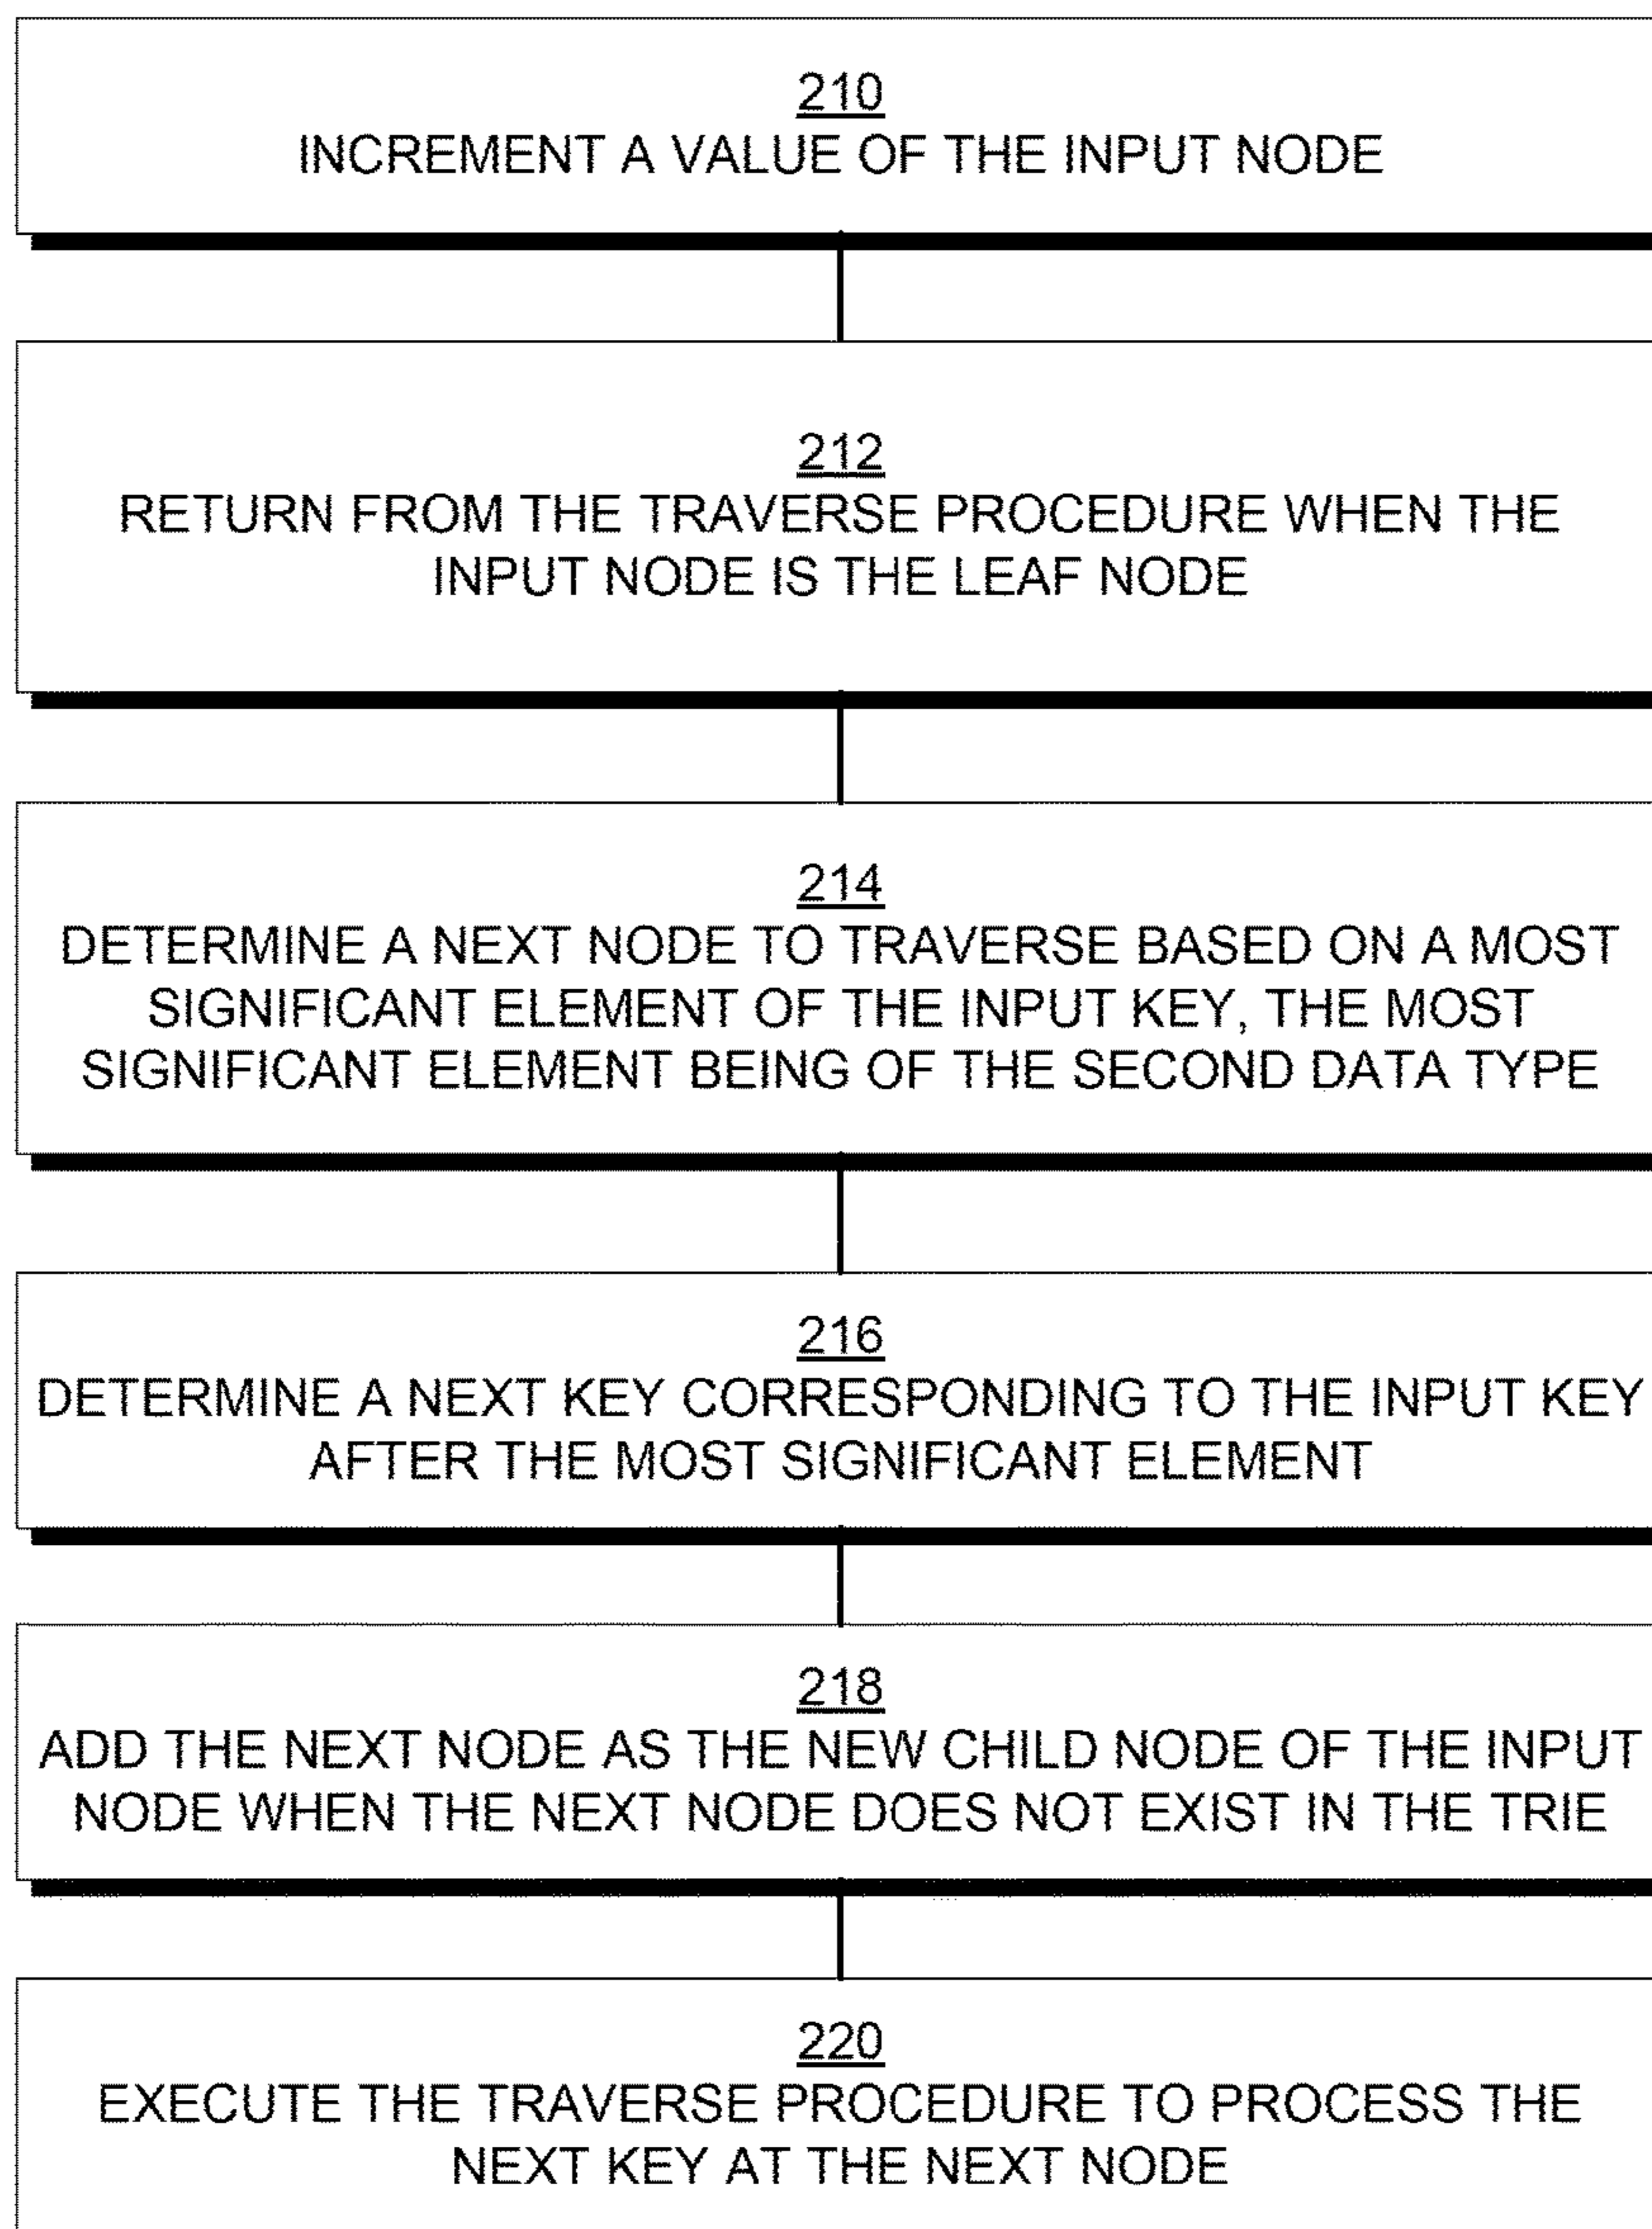 210
INCREMENT A VALUE OF THE INPUT NODE
212
RETURN FROM THE TRAVERSE PROCEDURE WHEN THE
INPUT NODE IS THE LEAF NODE
214
DETERMINE A NEXT NODE TO TRAVERSE BASED ON A MOST
SIGNIFICANT ELEMENT OF THE INPUT KEY, THE MOST
SIGNIFICANT ELEMENT BEING OF THE SECOND DATA TYPE
216
DETERMINE A NEXT KEY CORRESPONDING TO THE INPUT KEY
AFTER THE MOST SIGNIFICANT ELEMENT
218
ADD THE NEXT NODE AS THE NEW CHILD NODE OF THE INPUT
NODE WHEN THE NEXT NODE DOES NOT EXIST IN THE TRIE
220
EXECUTE THE TRAVERSE PROCEDURE TO PROCESS THE
NEXT KEY AT THE NEXT NODE